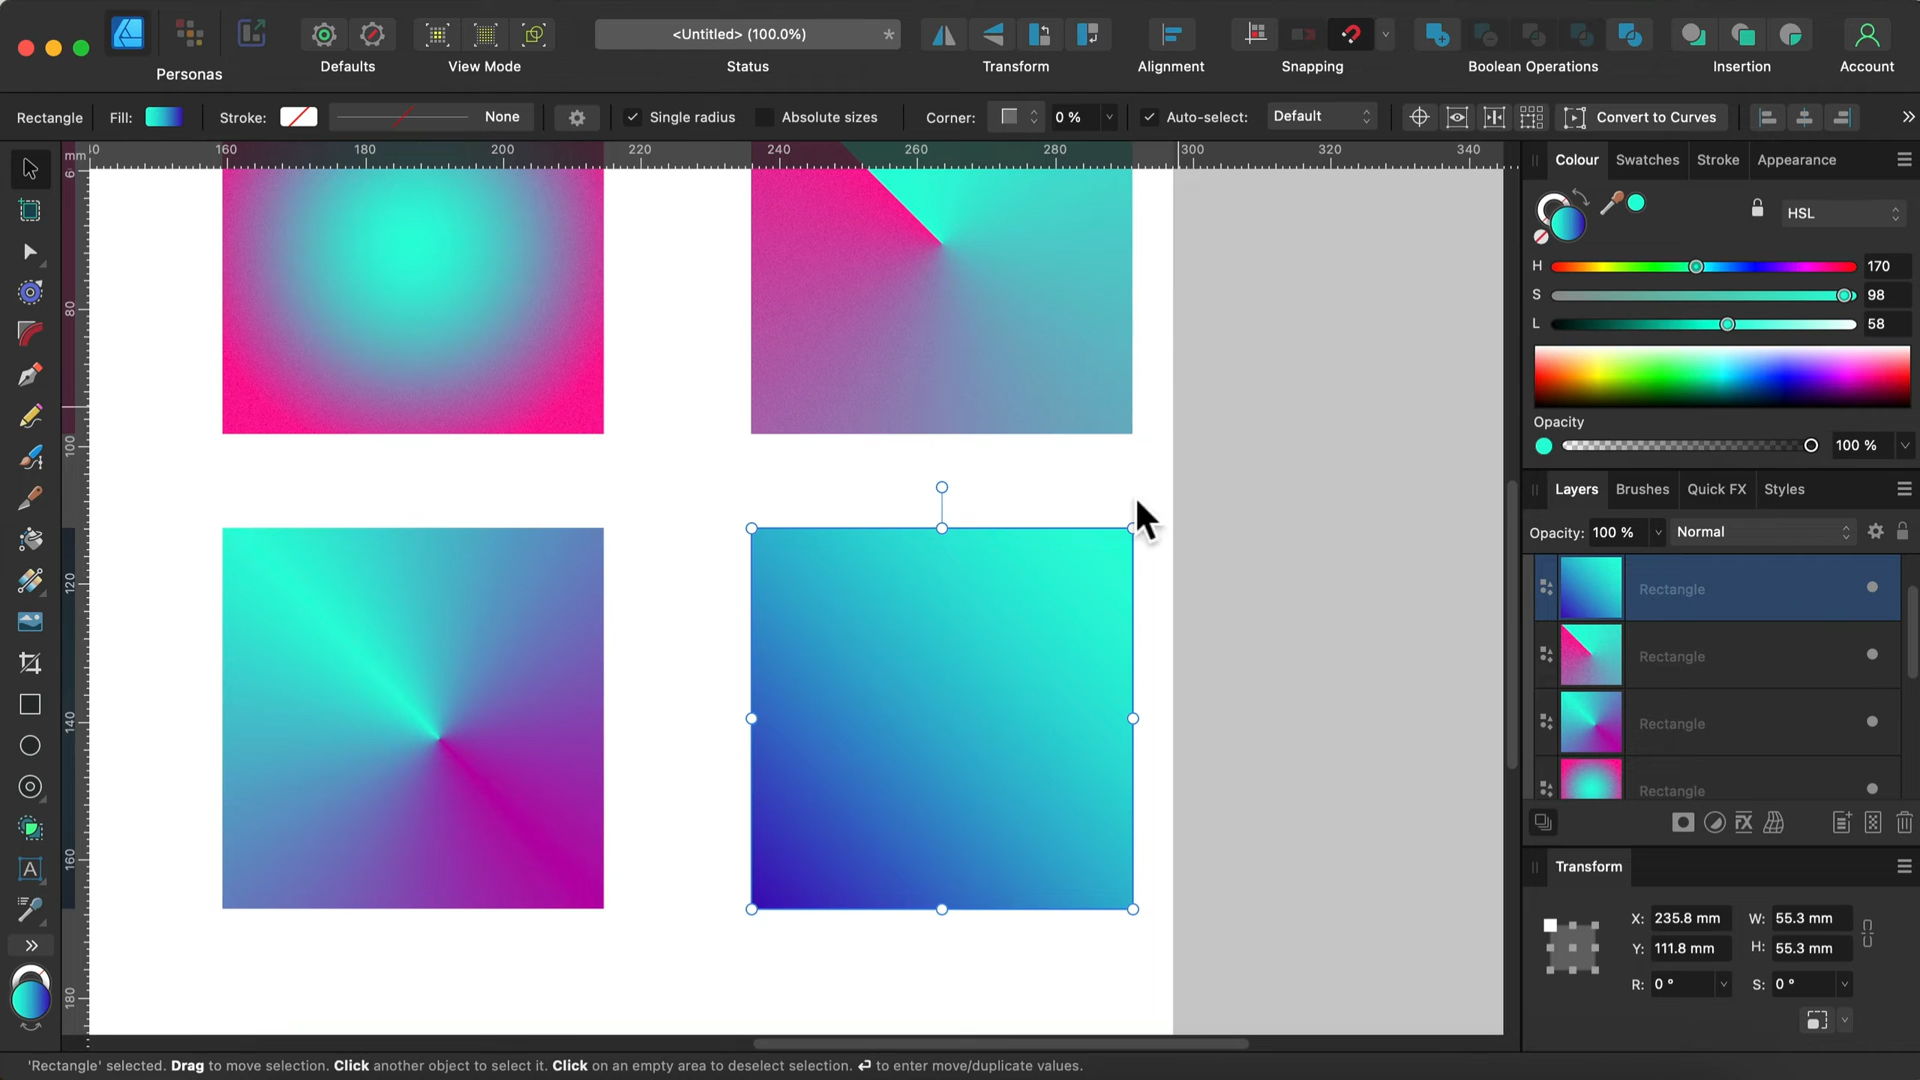 <Untitled> (100.0%)
*
Personas
Defaults
View Mode
Status
Transform
Alignment
Snapping
Boolean Operations
Insertion
Account
Rectangle
Fill:
Stroke:
None
Single radius
Absolute sizes
Corner:
0 %
Auto-select:
Default
Convert to Curves
mm
160
180
200
220
240
260
280
300
320
340
80
100
120
140
160
180
Colour
Swatches
Stroke
Appearance
HSL
H
170
S
98
L
58
Opacity
100 %
Layers
Brushes
Quick FX
Styles
Opacity:
100 %
Normal
Rectangle
Rectangle
Rectangle
Rectangle
FX
A
Transform
X:
235.8 mm
W:
55.3 mm
Y:
111.8 mm
H:
55.3 mm
R:
0 °
S:
0 °
'Rectangle' selected. Drag to move selection. Click another object to select it. Click on an empty area to deselect selection. ↵ to enter move/duplicate values.